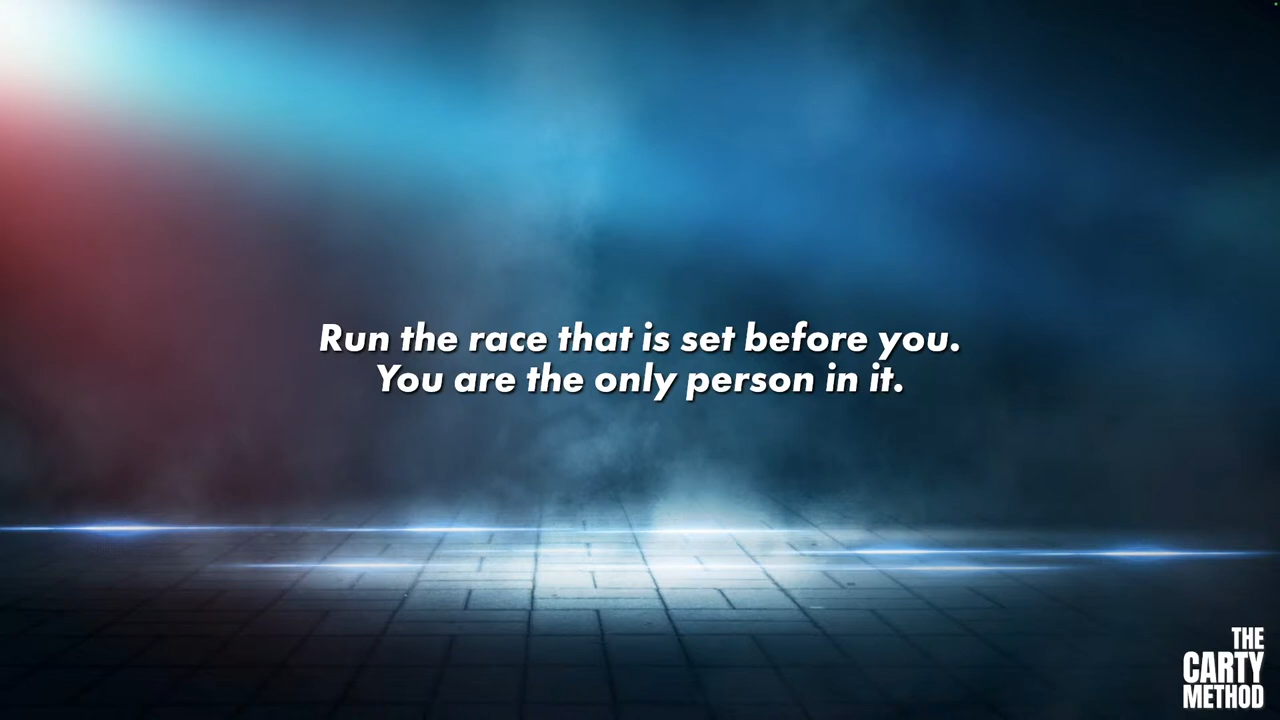 Run the race that is set before you.
You are the only person in it.
THE
CARTY
METHOD